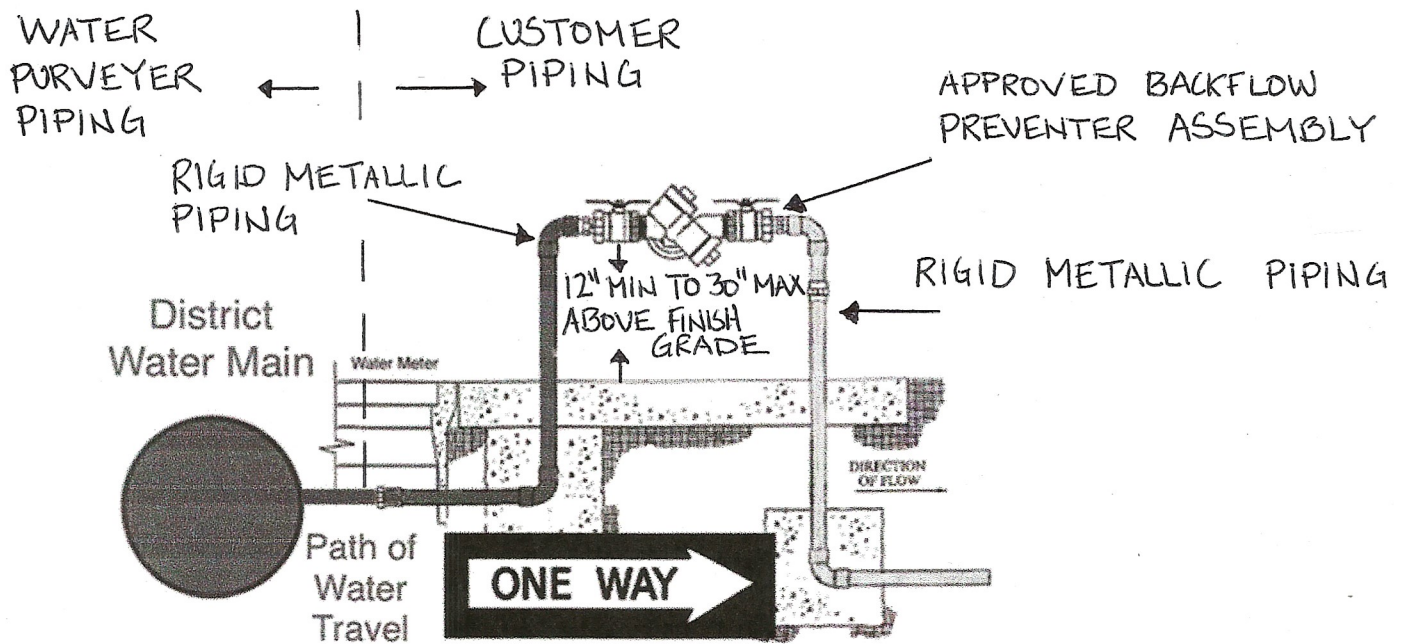 WATER
PURVEYER
PIPING
CUSTOMER
PIPING
APPROVED BACKFLOW
PREVENTER ASSEMBLY
RIGID METALLIC
PIPING
12" MIN TO 30" MAX
ABOVE FINISH
GRADE
RIGID METALLIC PIPING
District
Water Main
Water Meter
DIRECTION
OF FLOW
Path of
Water
Travel
ONE WAY